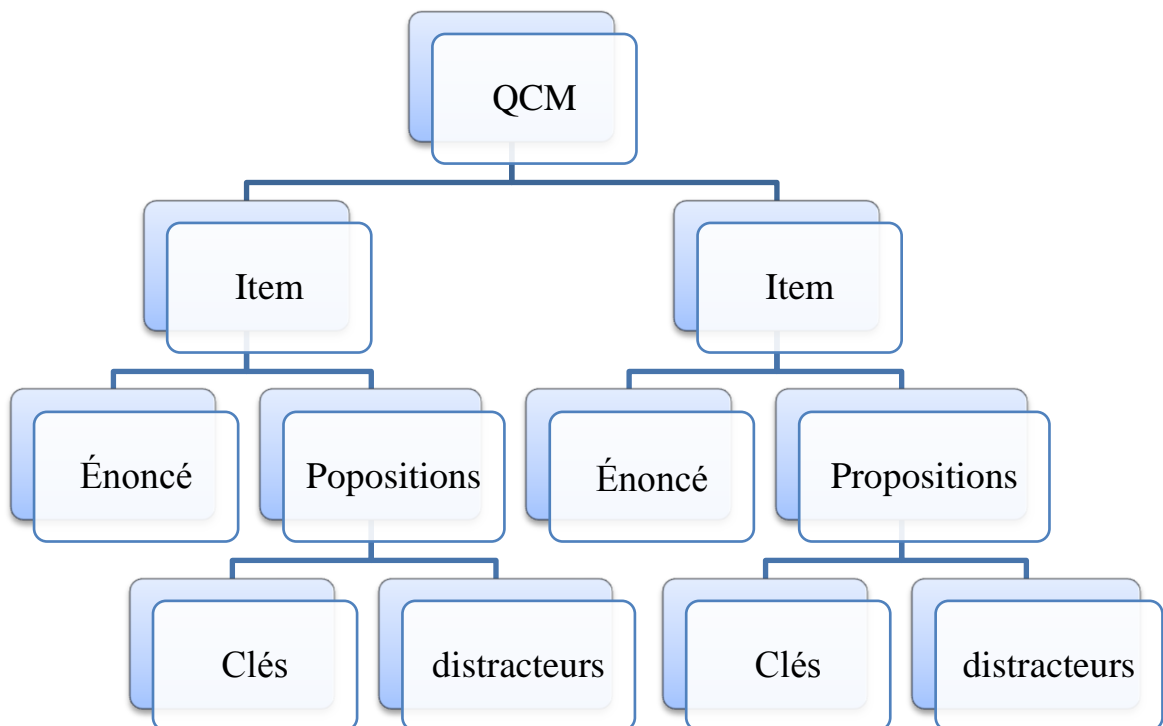 QCM
Item
Item
Énoncé
Popositions
Énoncé
Propositions
Clés
distracteurs
Clés
distracteurs